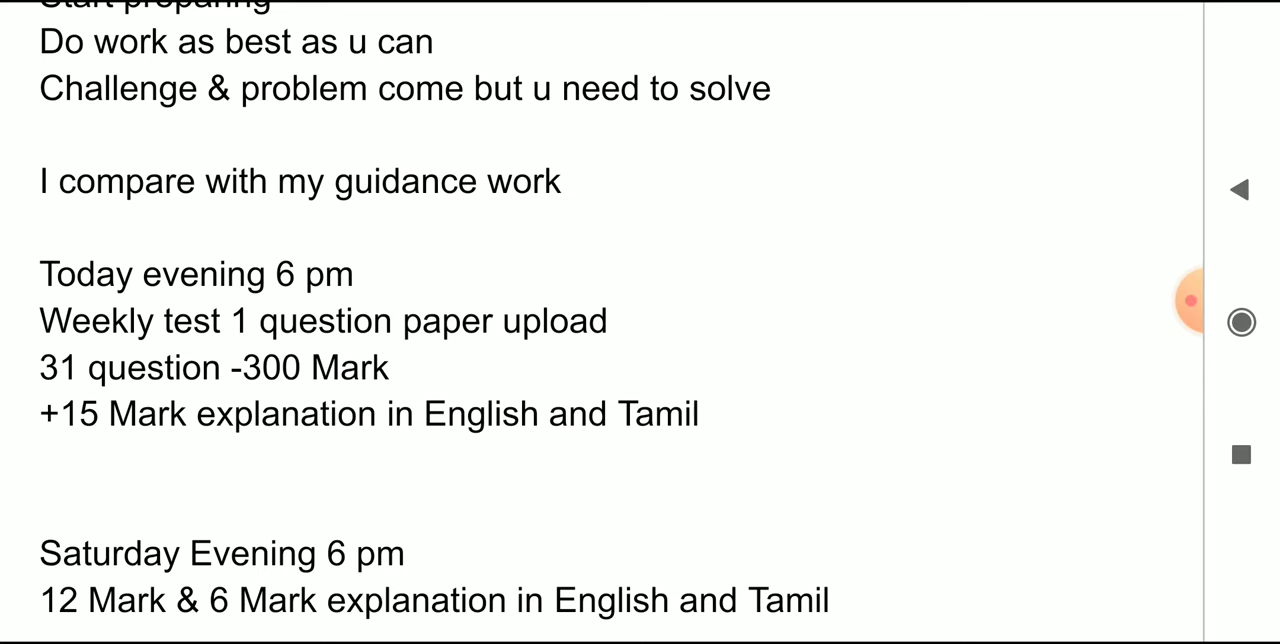 Start preparing
Do work as best as u can
Challenge & problem come but u need to solve
I compare with my guidance work
Today evening 6 pm
Weekly test 1 question paper upload
31 question -300 Mark
+15 Mark explanation in English and Tamil
Saturday Evening 6 pm
12 Mark & 6 Mark explanation in English and Tamil